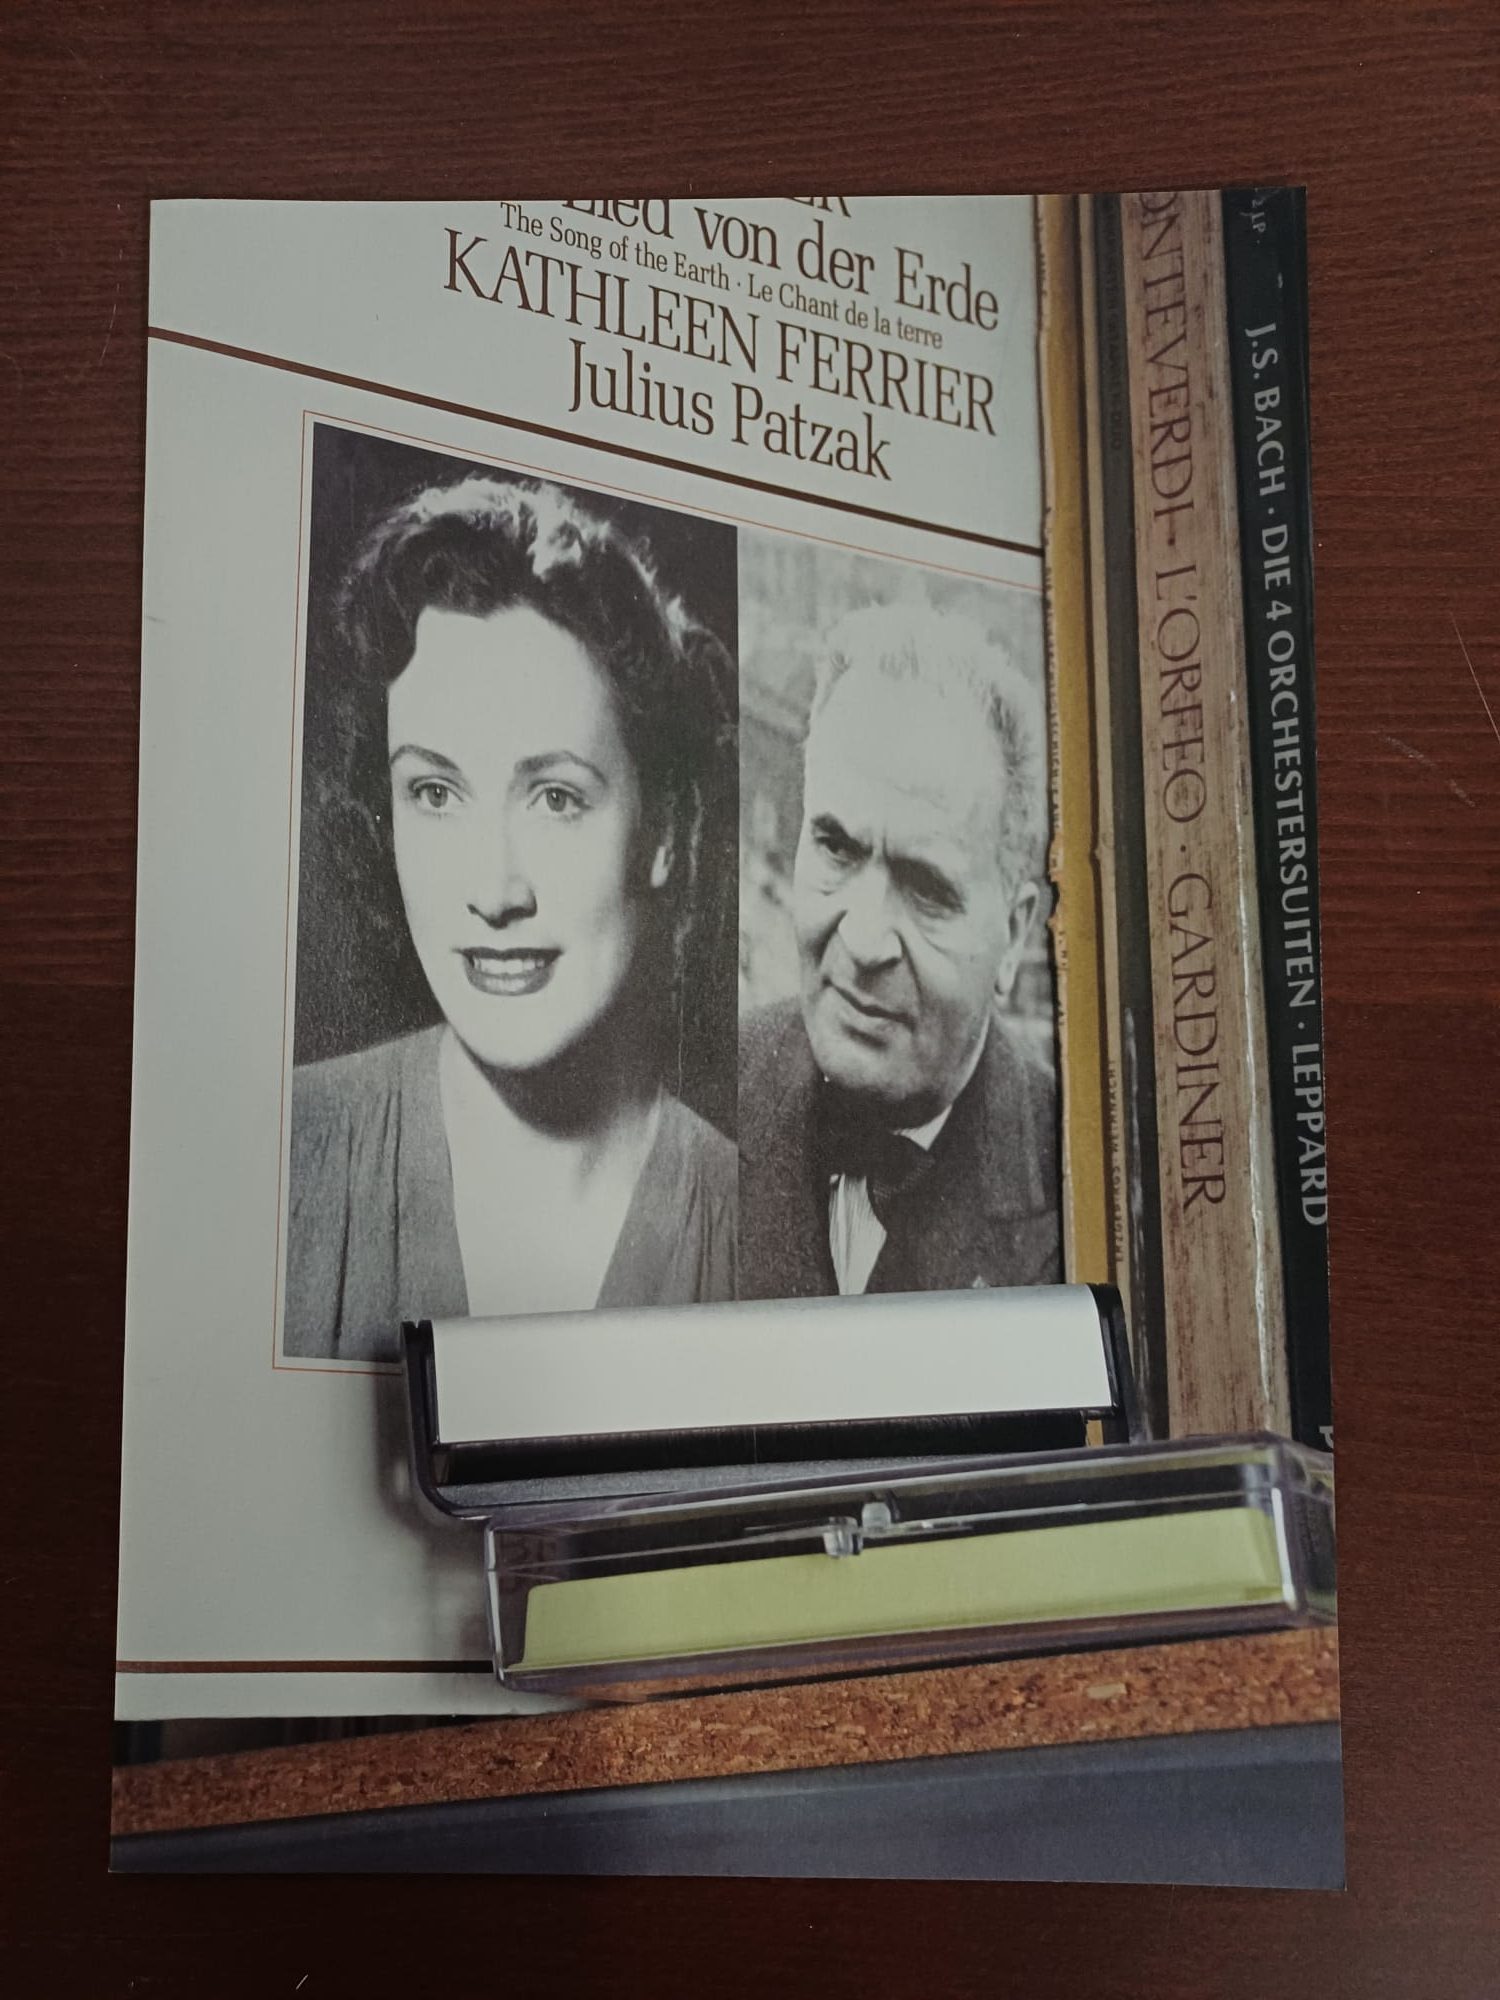 Lied von der Erde
The Song of the Earth · Le Chant de la terre
KATHLEEN FERRIER
Julius Patzak
ONTEVERDI · L'ORFEO · GARDINER
J.S. BACH · DIE 4 ORCHESTERSUITEN · LEPPARD